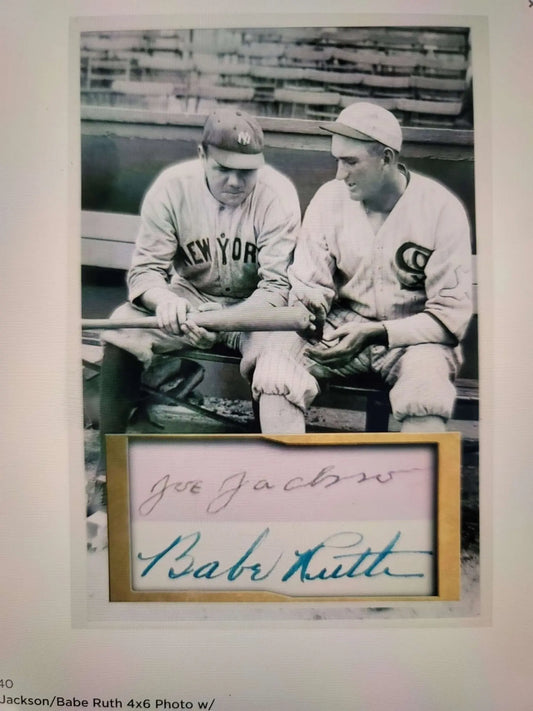 NY
NEW YORK
Joe Jackson
Babe Ruth
40
Jackson/Babe Ruth 4x6 Photo w/